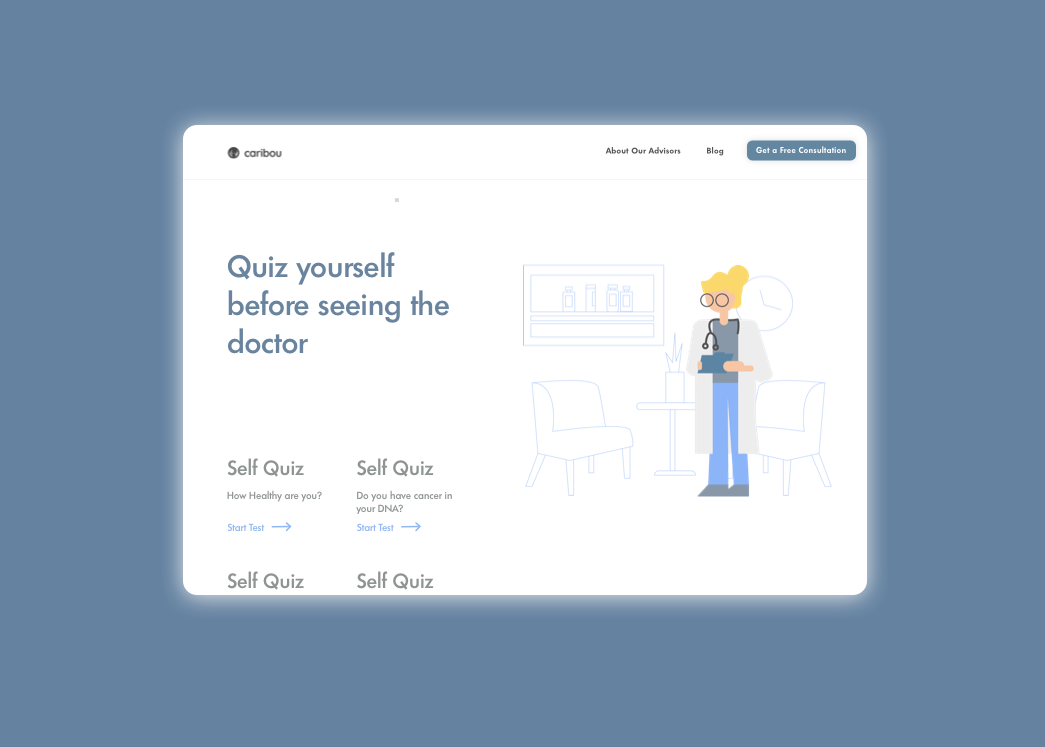 caribou
About Our Advisors
Blog
Get a Free Consultation
Quiz yourself
before seeing the
doctor
Self Quiz
How Healthy are you?
Start Test
Self Quiz
Do you have cancer in
your DNA?
Start Test
Self Quiz
Self Quiz